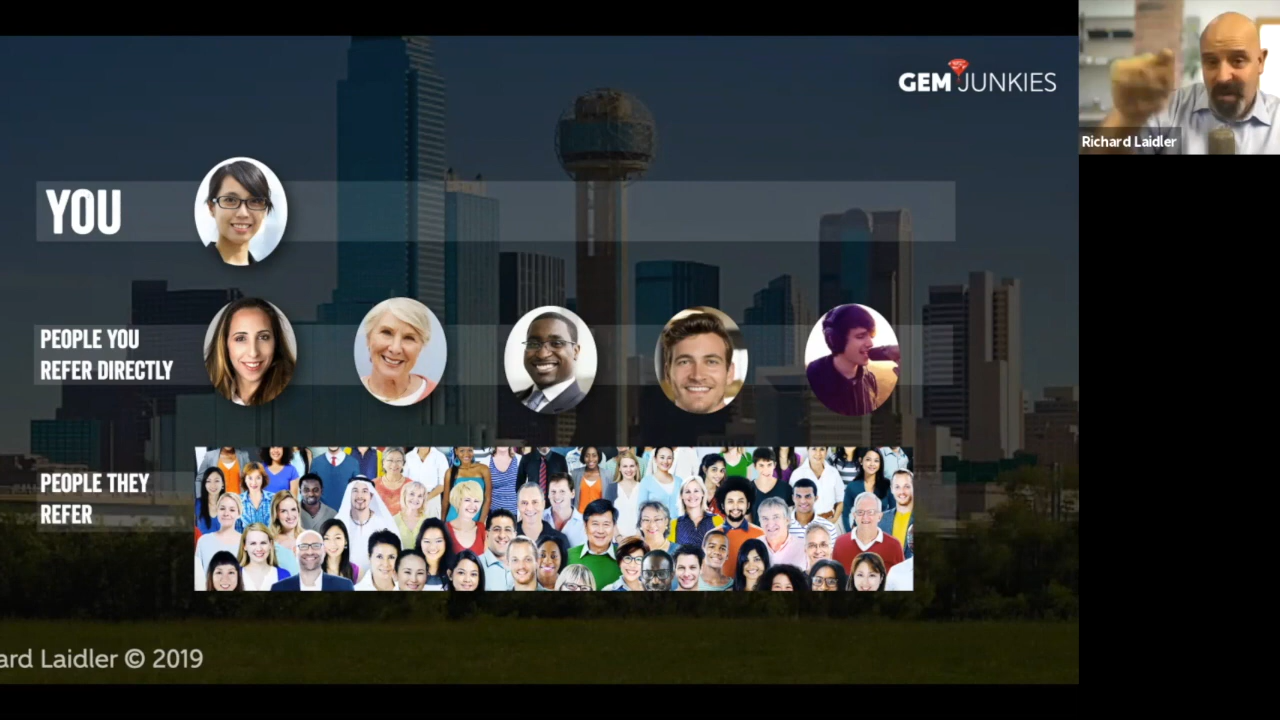 GEM JUNKIES
Richard Laidler
YOU
PEOPLE YOU
REFER DIRECTLY
PEOPLE THEY
REFER
ard Laidler © 2019